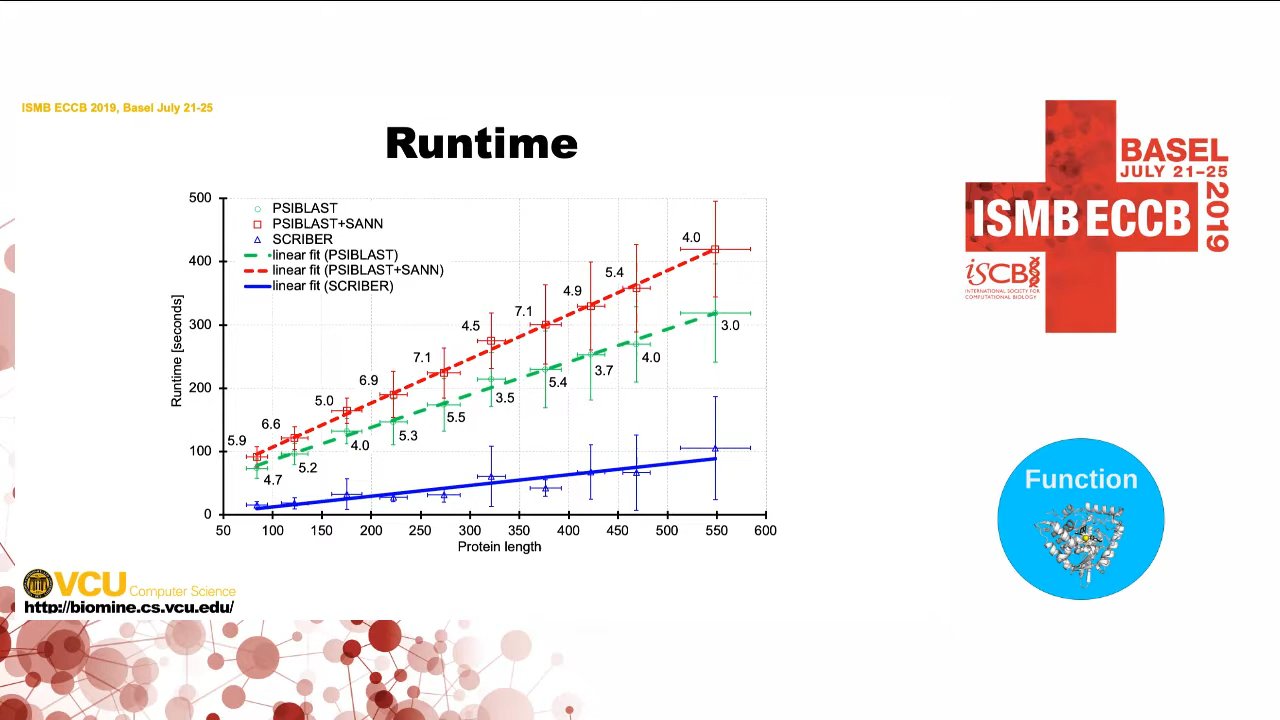 ISMB ECCB 2019, Basel July 21-25
Runtime
500
400
300
200
100
0
Runtime [seconds]
PSIBLAST
PSIBLAST+SANN
SCRIBER
linear fit (PSIBLAST)
linear fit (PSIBLAST+SANN)
linear fit (SCRIBER)
5.9
6.6
5.0
6.9
7.1
4.5
7.1
4.9
5.4
4.0
4.7
5.2
4.0
5.3
5.5
3.5
5.4
3.7
4.0
3.0
50 100 150 200 250 300 350 400 450 500 550 600
Protein length
VCU Computer Science
http://biomine.cs.vcu.edu/
BASEL
JULY 21–25
2019
ISMB ECCB
iSCB
INTERNATIONAL SOCIETY FOR
COMPUTATIONAL BIOLOGY
Function